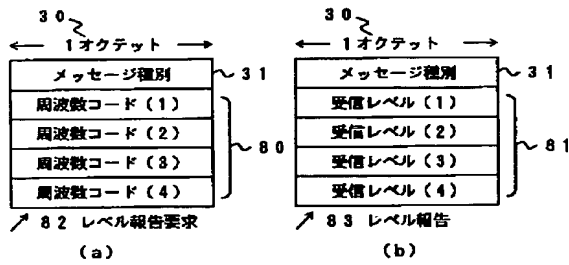 30
1オクテット
メッセージ種別
31
周波数コード(1)
周波数コード(2)
周波数コード(3)
周波数コード(4)
80
82 レベル報告要求
(a)
30
1オクテット
メッセージ種別
31
受信レベル(1)
受信レベル(2)
受信レベル(3)
受信レベル(4)
81
83 レベル報告
(b)